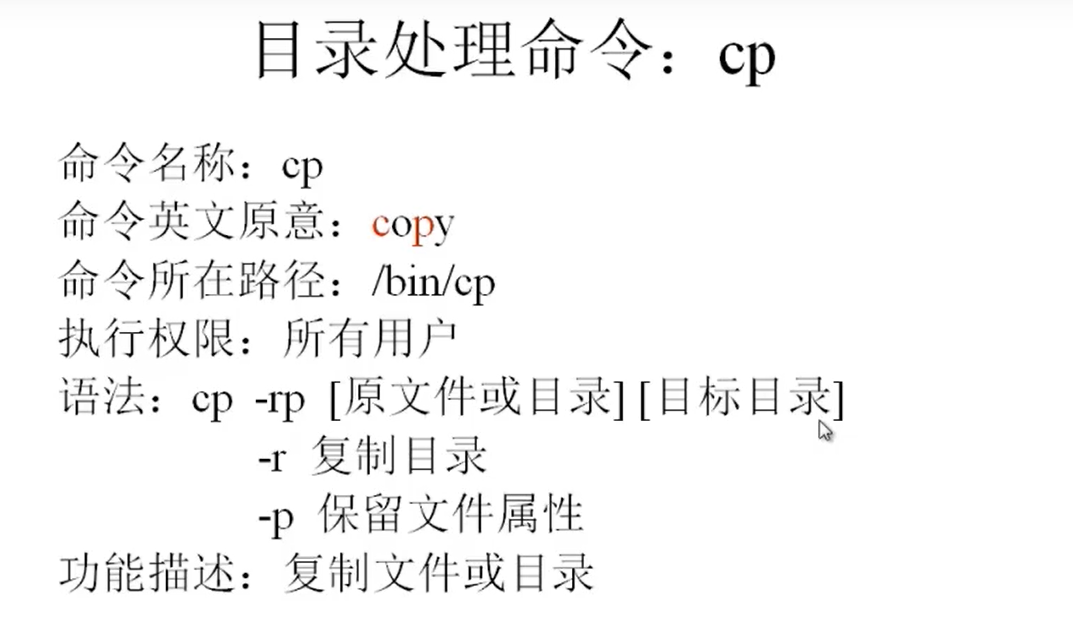 目录处理命令：cp
命令名称：cp
命令英文原意：copy
命令所在路径：/bin/cp
执行权限：所有用户
语法：cp -rp [原文件或目录] [目标目录]
-r 复制目录
-p 保留文件属性
功能描述：复制文件或目录